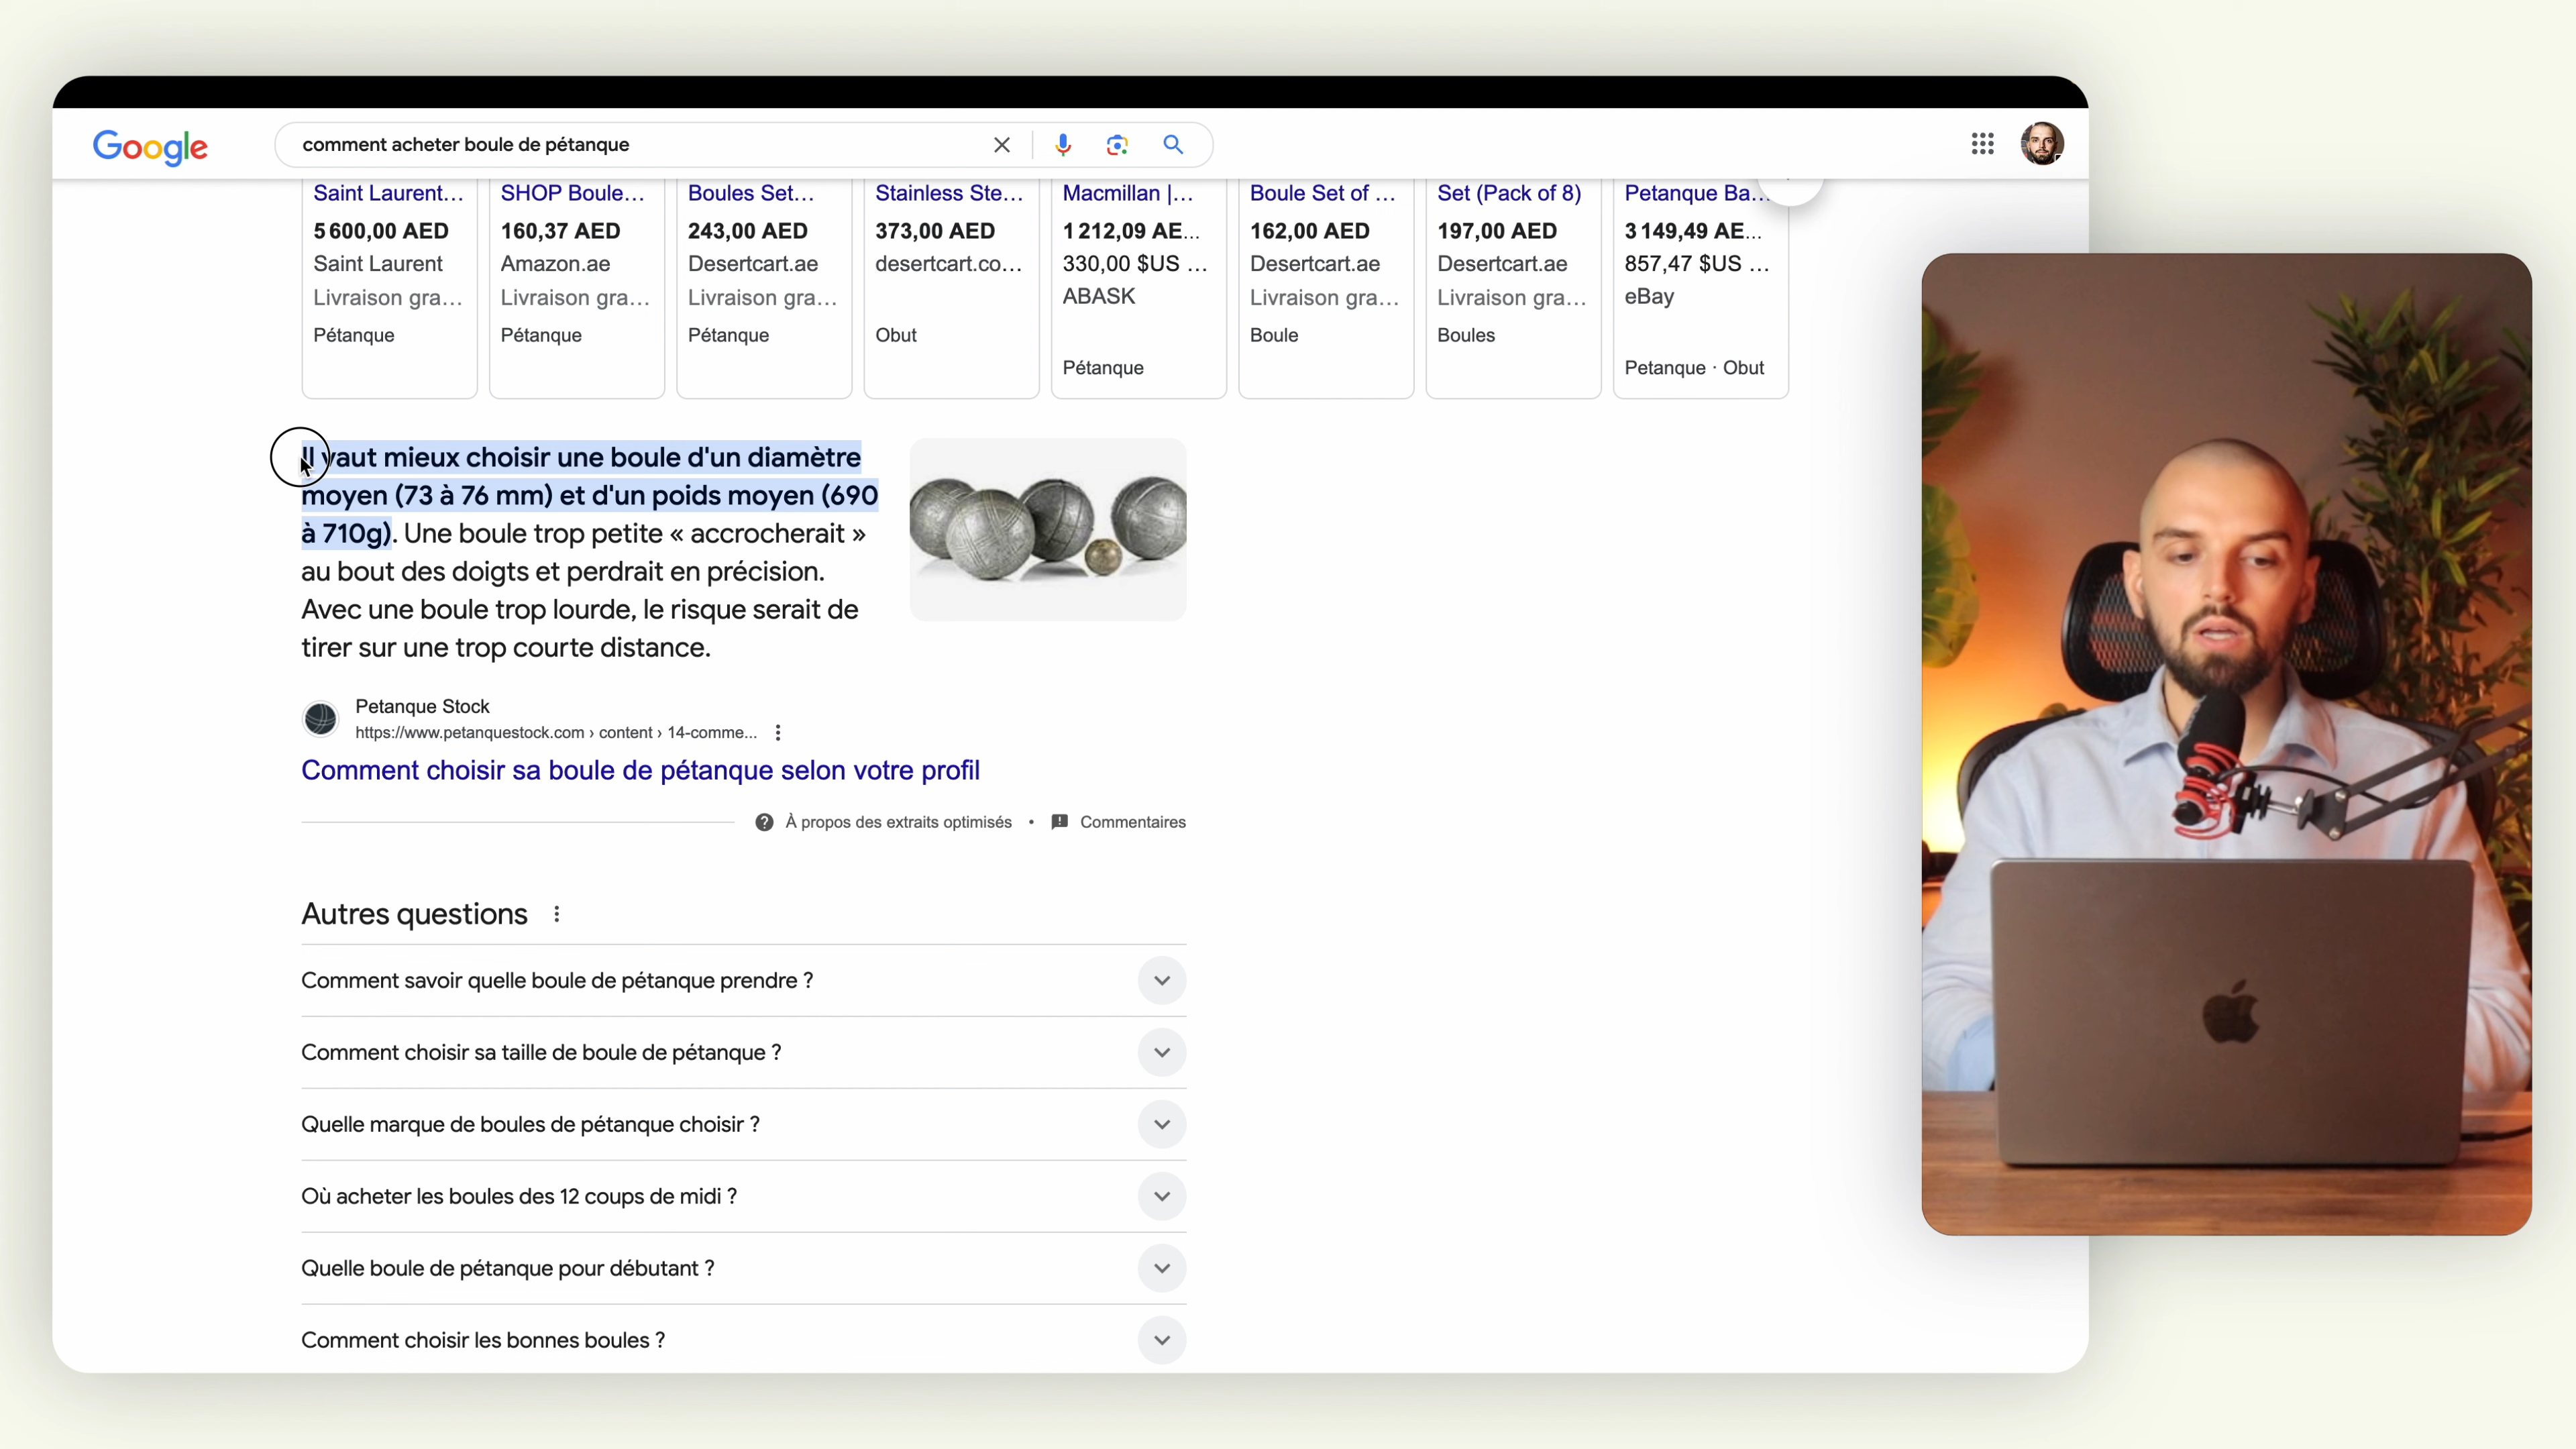 Google
comment acheter boule de pétanque
Saint Laurent...
5 600,00 AED
Saint Laurent
Livraison gra...
Pétanque
SHOP Boule...
160,37 AED
Amazon.ae
Livraison gra...
Pétanque
Boules Set...
243,00 AED
Desertcart.ae
Livraison gra...
Pétanque
Stainless Ste...
373,00 AED
desertcart.co...
Obut
Macmillan |...
1 212,09 AE...
330,00 $US ...
ABASK
Pétanque
Boule Set of ...
162,00 AED
Desertcart.ae
Livraison gra...
Boule
Set (Pack of 8)
197,00 AED
Desertcart.ae
Livraison gra...
Boules
Petanque Ba...
3 149,49 AE...
857,47 $US ...
eBay
Petanque · Obut
Il vaut mieux choisir une boule d'un diamètre
moyen (73 à 76 mm) et d'un poids moyen (690
à 710g). Une boule trop petite « accrocherait »
au bout des doigts et perdrait en précision.
Avec une boule trop lourde, le risque serait de
tirer sur une trop courte distance.
Petanque Stock
https://www.petanquestock.com › content › 14-comme...
Comment choisir sa boule de pétanque selon votre profil
À propos des extraits optimisés • Commentaires
Autres questions
Comment savoir quelle boule de pétanque prendre ?
Comment choisir sa taille de boule de pétanque ?
Quelle marque de boules de pétanque choisir ?
Où acheter les boules des 12 coups de midi ?
Quelle boule de pétanque pour débutant ?
Comment choisir les bonnes boules ?